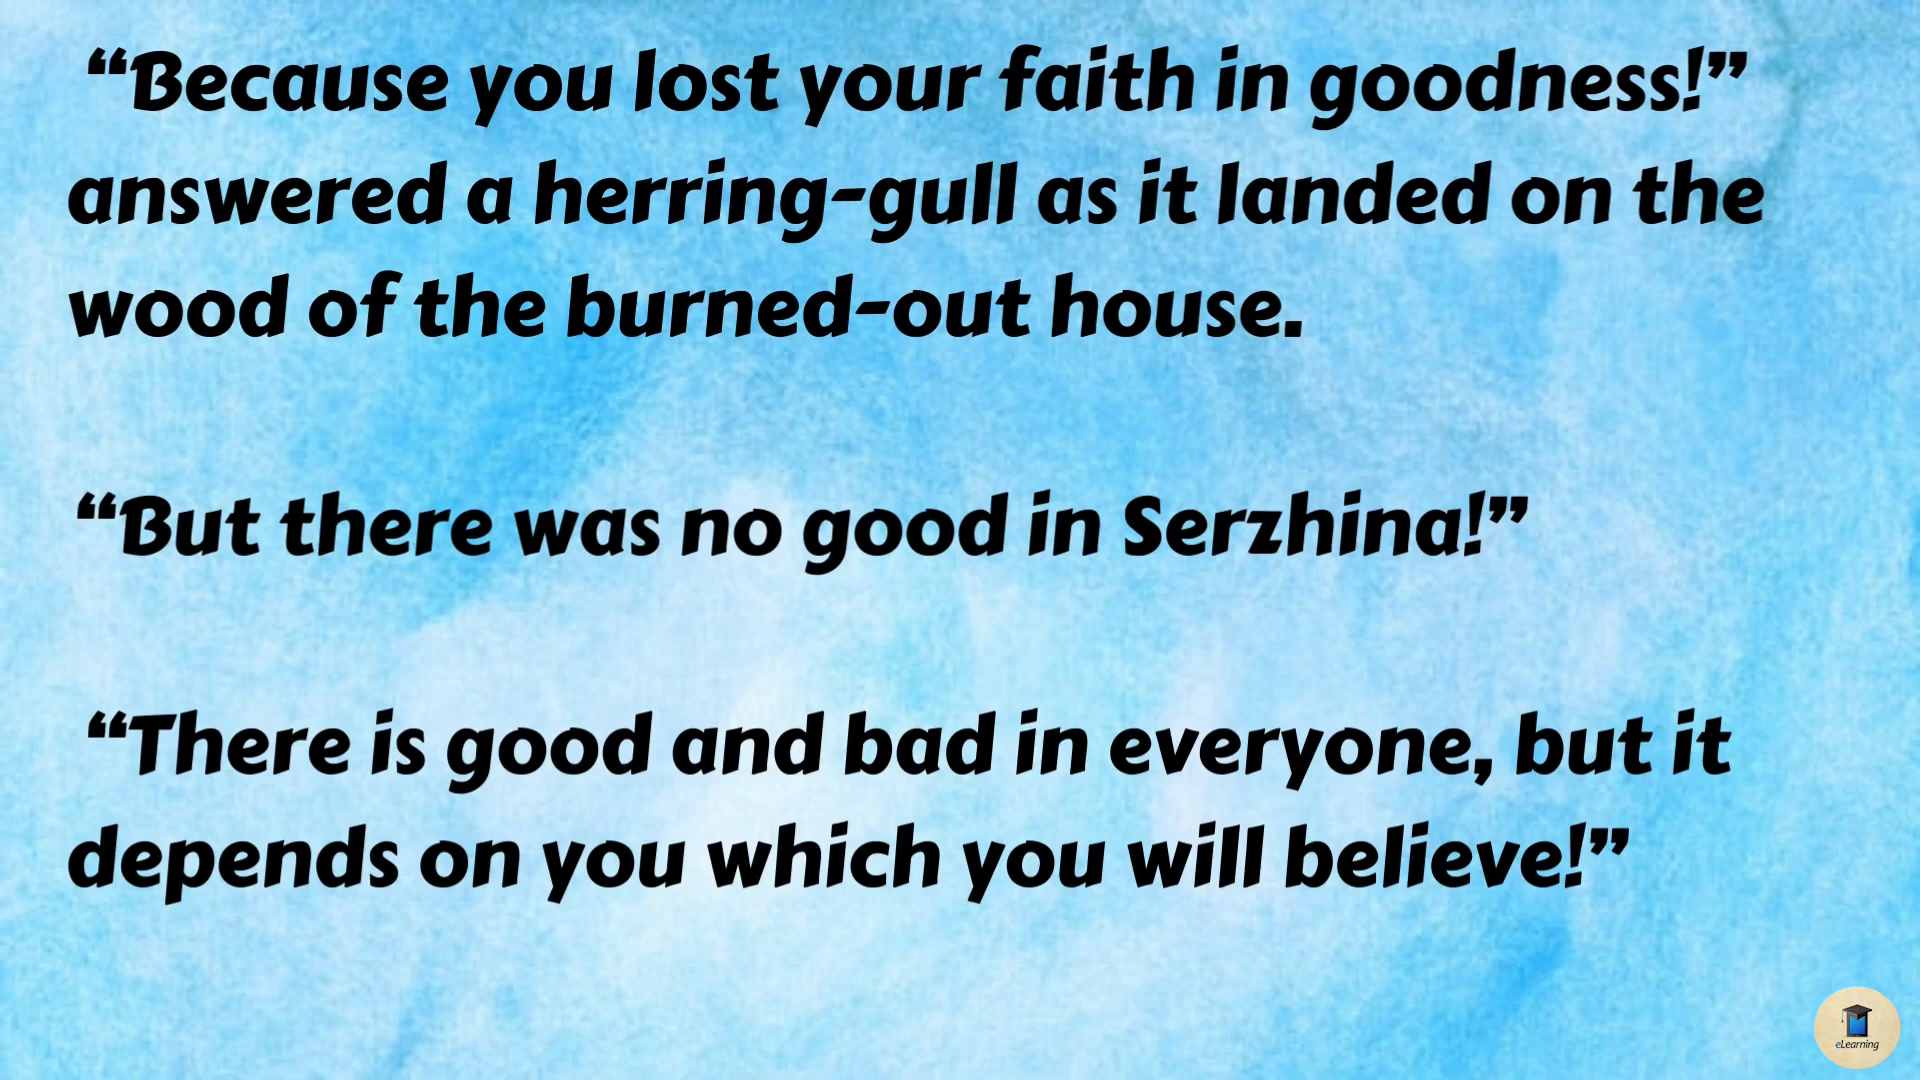 “Because you lost your faith in goodness!”
answered a herring-gull as it landed on the
wood of the burned-out house.
“But there was no good in Serzhina!”
“There is good and bad in everyone, but it
depends on you which you will believe!”
eLearning